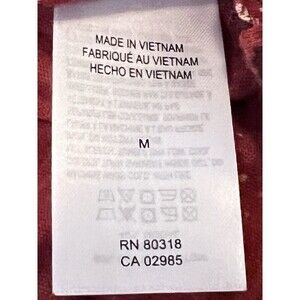 MADE IN VIETNAM
FABRIQUÉ AU VIETNAM
HECHO EN VIETNAM
M
RN 80318
CA 02985